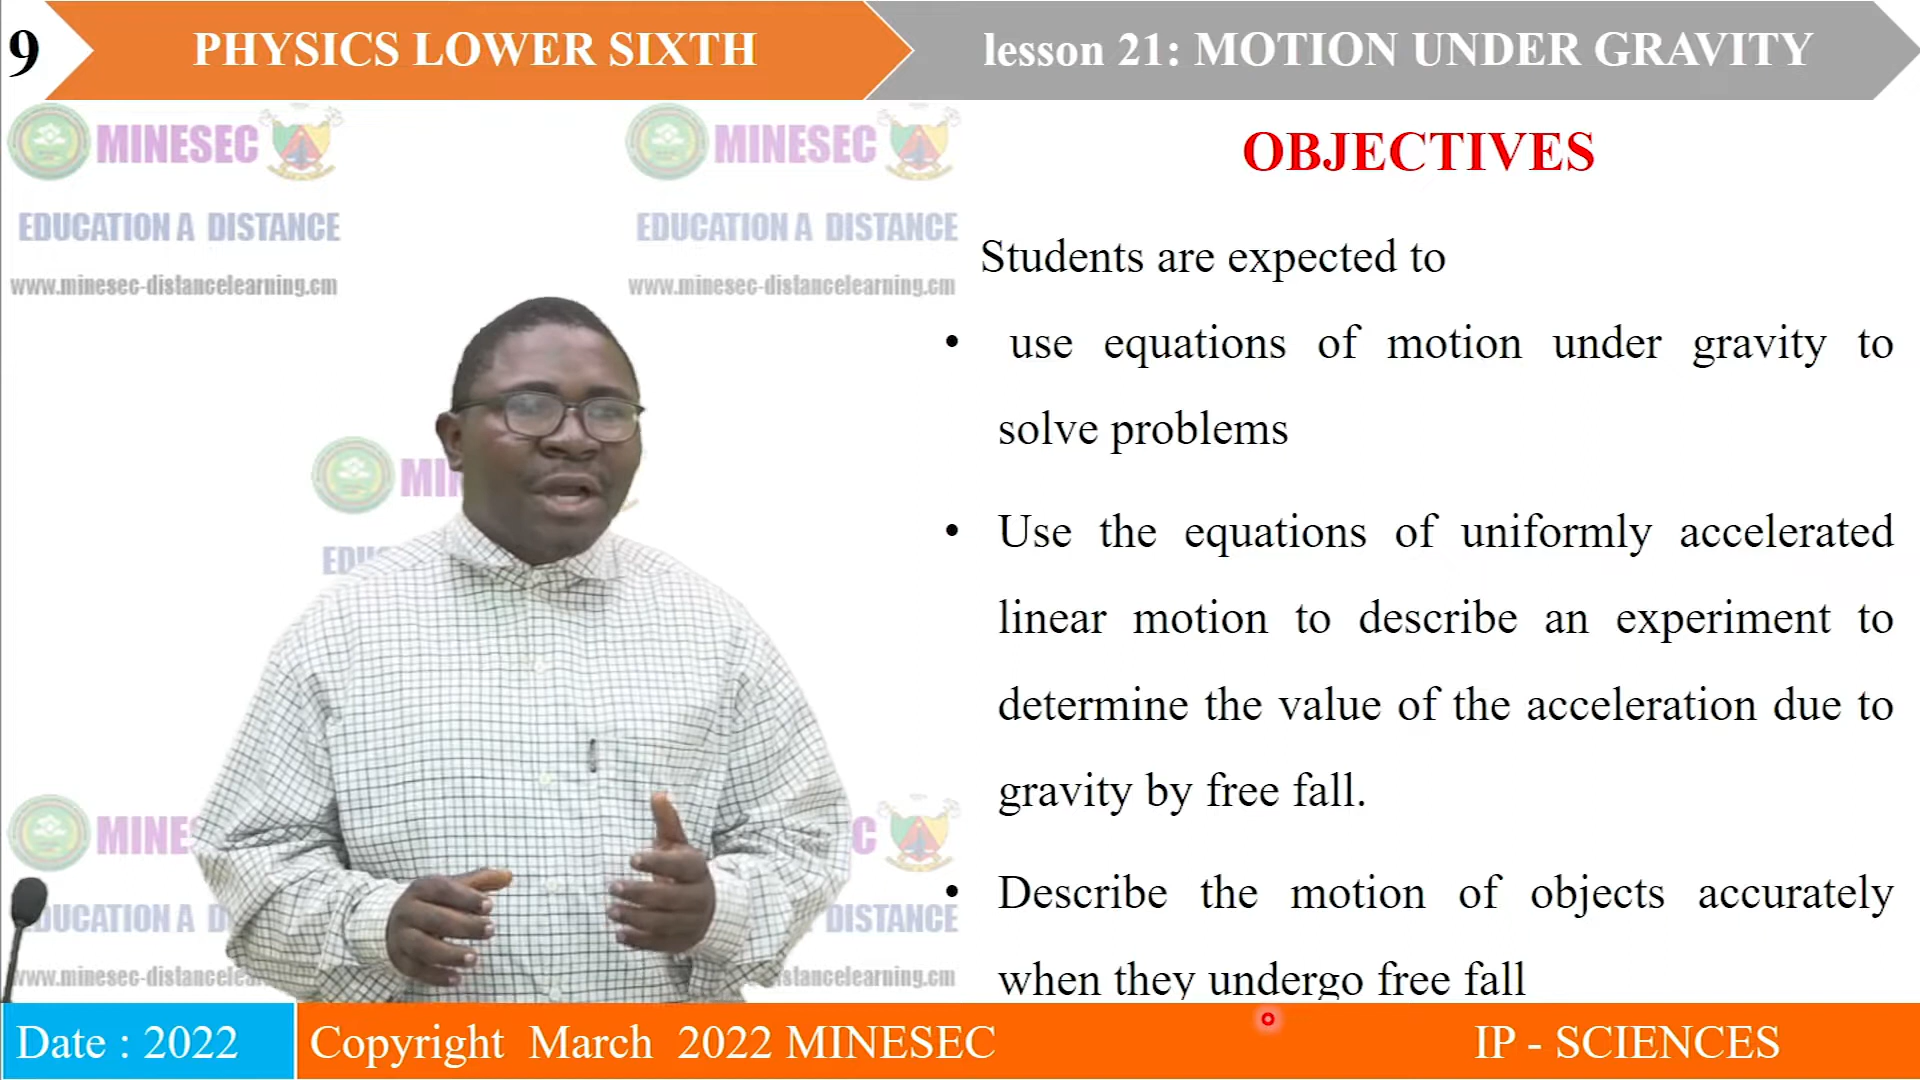 9
PHYSICS LOWER SIXTH
lesson 21: MOTION UNDER GRAVITY
MINESEC
EDUCATION A DISTANCE
www.minesec-distancelearning.cm
MINESEC
EDUCATION A DISTANCE
www.minesec-distancelearning.cm
OBJECTIVES
Students are expected to
• use equations of motion under gravity to
solve problems
• Use the equations of uniformly accelerated
linear motion to describe an experiment to
determine the value of the acceleration due to
gravity by free fall.
• Describe the motion of objects accurately
when they undergo free fall
Date : 2022
Copyright March 2022 MINESEC
IP - SCIENCES